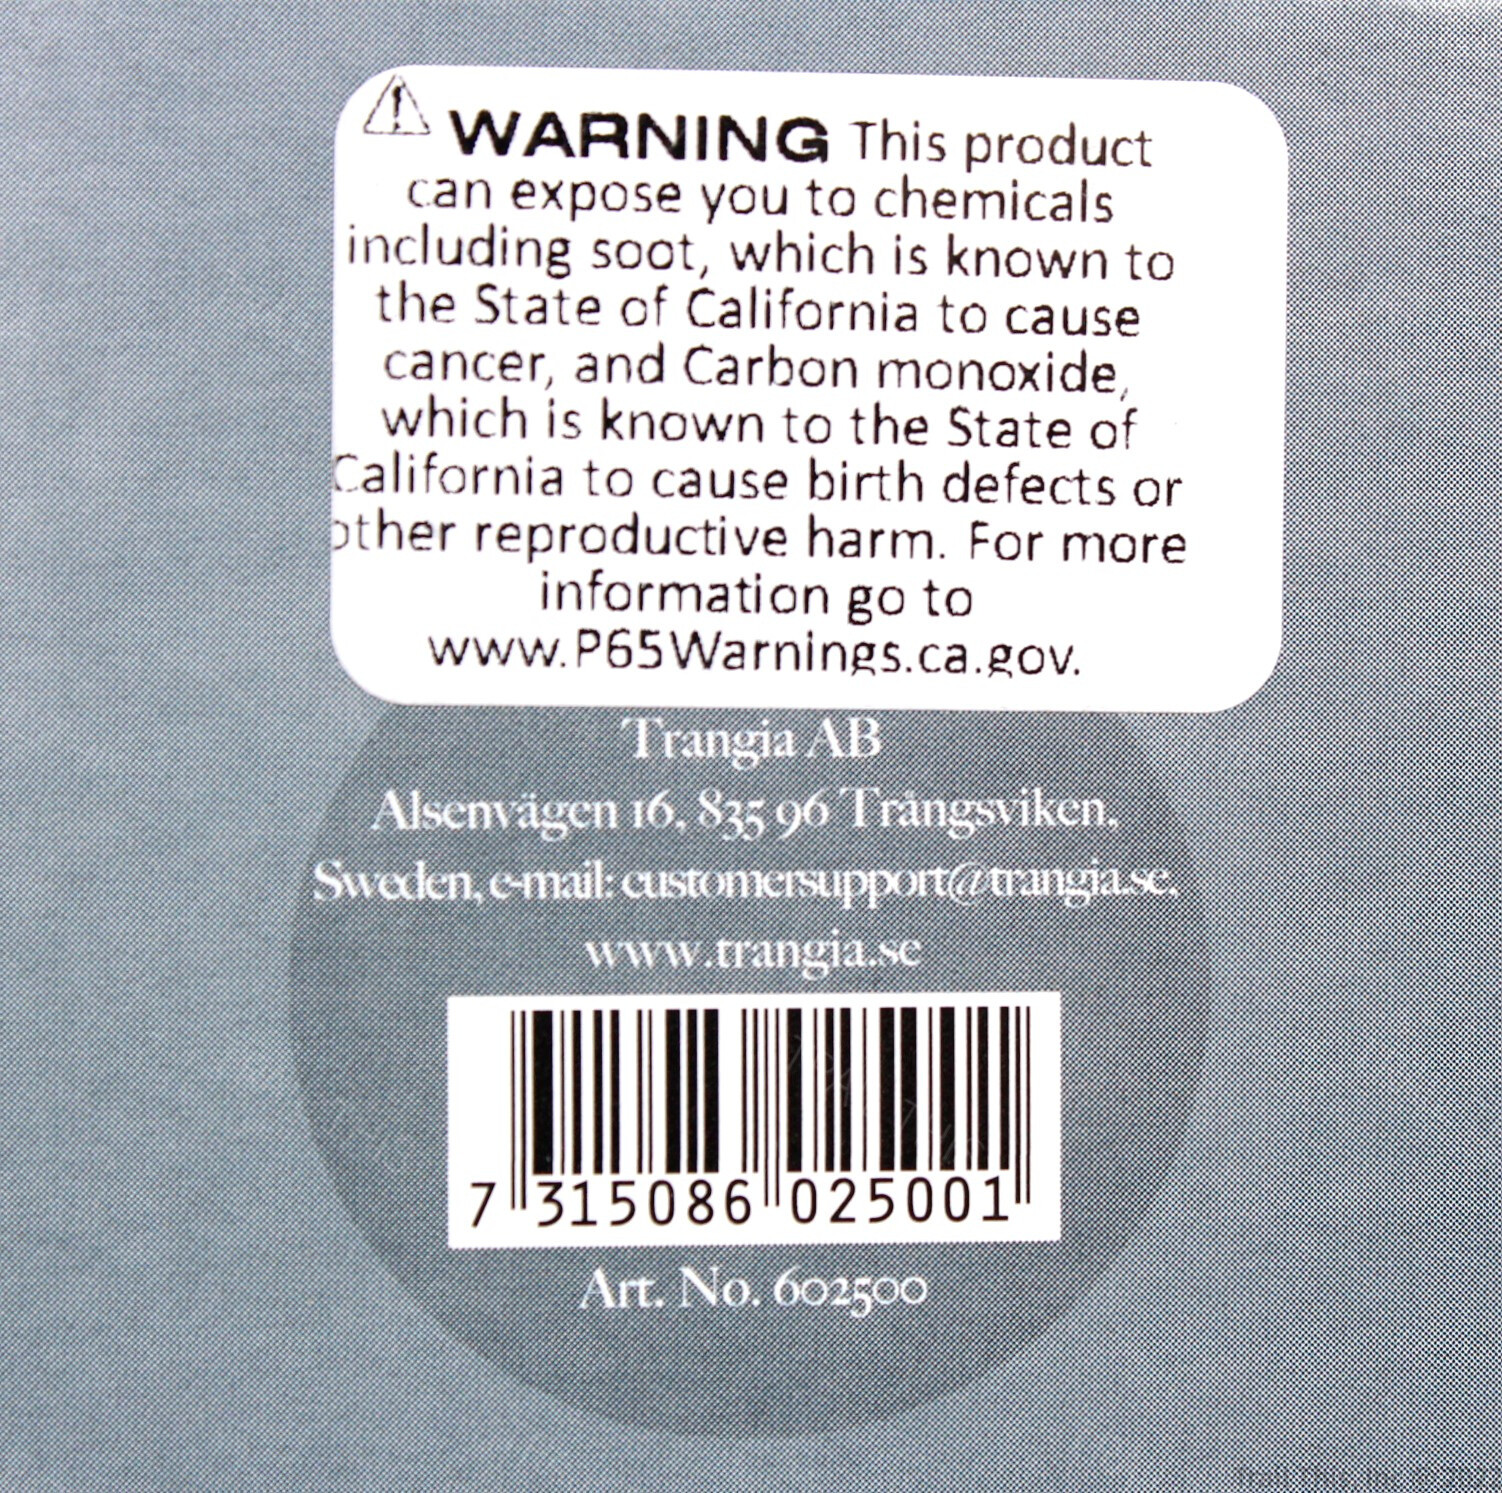 WARNING This product
can expose you to chemicals
including soot, which is known to
the State of California to cause
cancer, and Carbon monoxide,
which is known to the State of
California to cause birth defects or
other reproductive harm. For more
information go to
www.P65Warnings.ca.gov.
Trangia AB
Alsenvägen 16, 835 96 Trångsviken,
Sweden, e-mail: customersupport@trangia.se,
www.trangia.se
7 315086 025001
Art. No. 602500